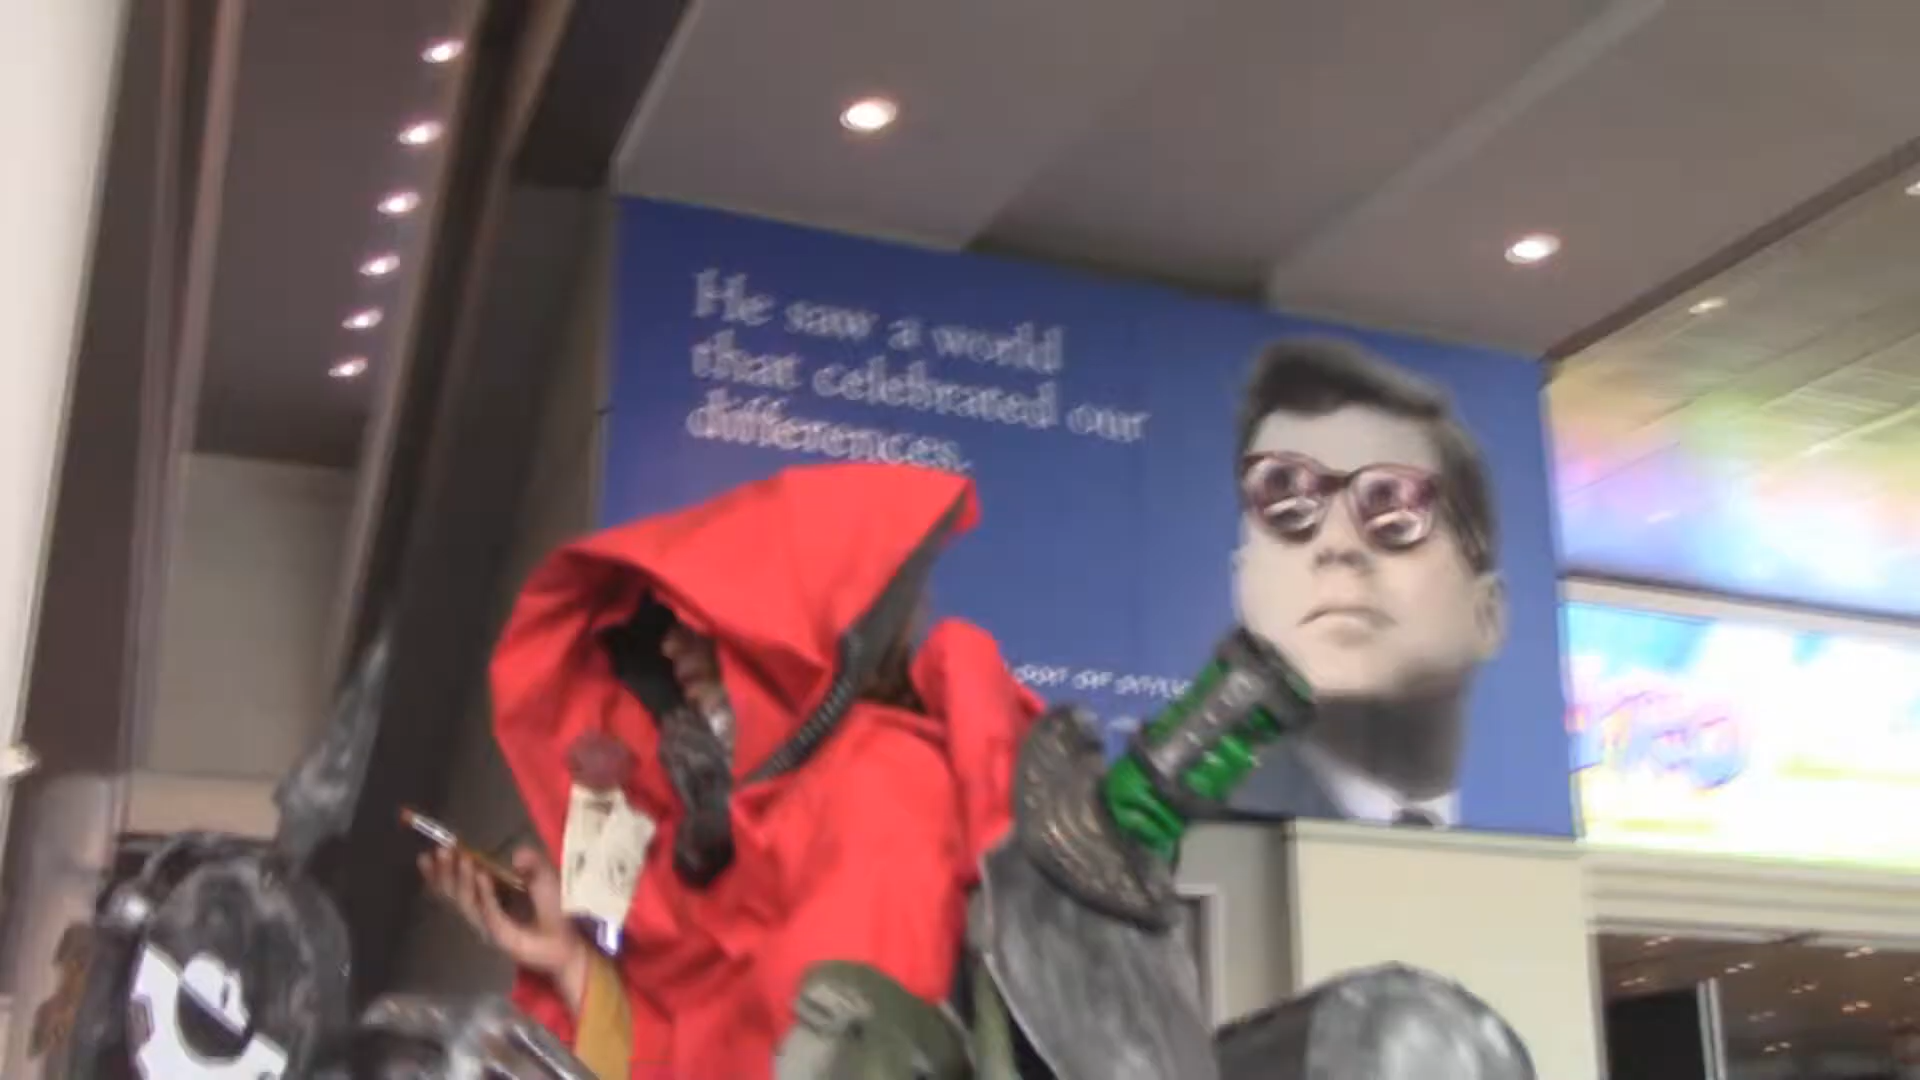 He saw a world
that celebrated our
differences.